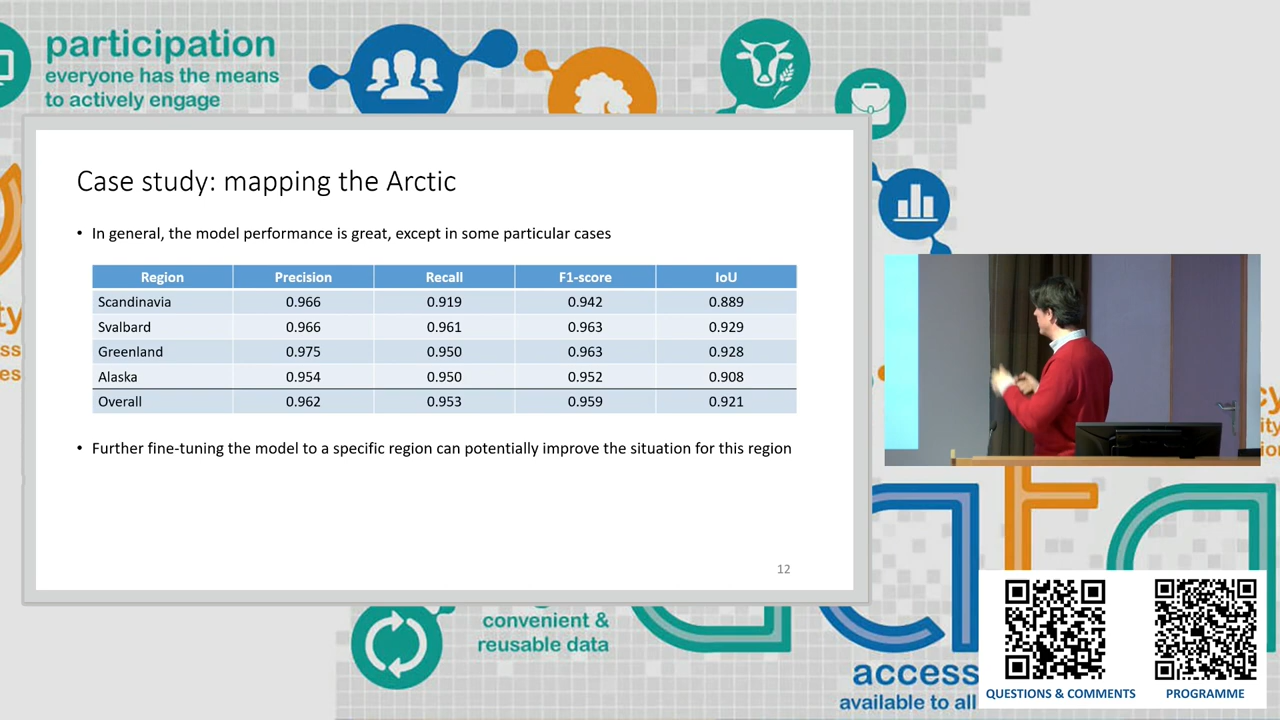 participation
everyone has the means
to actively engage
Case study: mapping the Arctic
• In general, the model performance is great, except in some particular cases
Region Precision Recall F1-score IoU
Scandinavia 0.966 0.919 0.942 0.889
Svalbard 0.966 0.961 0.963 0.929
Greenland 0.975 0.950 0.963 0.928
Alaska 0.954 0.950 0.952 0.908
Overall 0.962 0.953 0.959 0.921
• Further fine-tuning the model to a specific region can potentially improve the situation for this region
12
convenient &
reusable data
access
available to all
QUESTIONS & COMMENTS
PROGRAMME